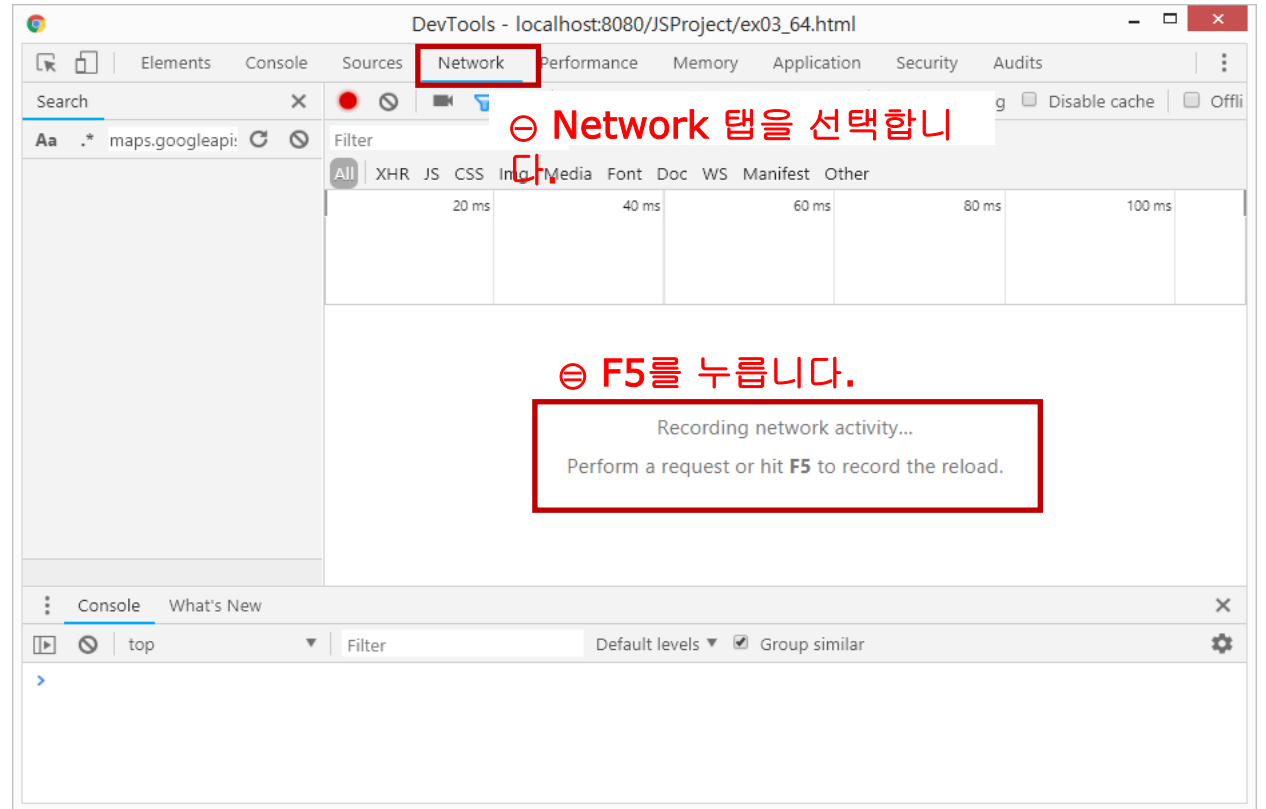 DevTools - localhost:8080/JSProject/ex03_64.html
Elements Console Sources Network Performance Memory Application Security Audits
Search
g Disable cache Offli
㊀ Network 탭을 선택합니
다.
Aa .* maps.googleapi:
Filter
All XHR JS CSS Img Media Font Doc WS Manifest Other
20 ms 40 ms 60 ms 80 ms 100 ms
㊁ F5를 누릅니다.
Recording network activity...
Perform a request or hit F5 to record the reload.
Console What's New
top Filter Default levels Group similar
>